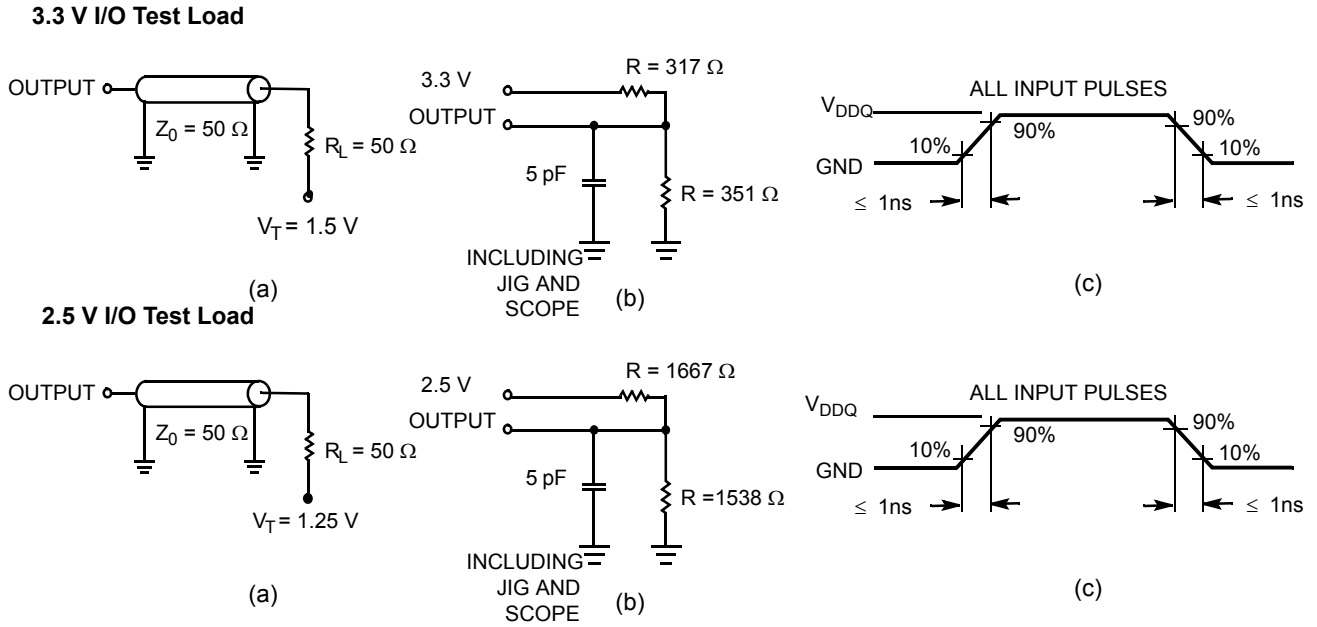 3.3 V I/O Test Load
OUTPUT
Z0 = 50 Ω
RL = 50 Ω
VT = 1.5 V
(a)
3.3 V
OUTPUT
R = 317 Ω
5 pF
R = 351 Ω
INCLUDING
JIG AND
SCOPE
(b)
ALL INPUT PULSES
VDDQ
GND
10%
90%
90%
10%
≤ 1ns
≤ 1ns
(c)
2.5 V I/O Test Load
OUTPUT
Z0 = 50 Ω
RL = 50 Ω
VT = 1.25 V
(a)
2.5 V
OUTPUT
R = 1667 Ω
5 pF
R =1538 Ω
INCLUDING
JIG AND
SCOPE
(b)
ALL INPUT PULSES
VDDQ
GND
10%
90%
90%
10%
≤ 1ns
≤ 1ns
(c)